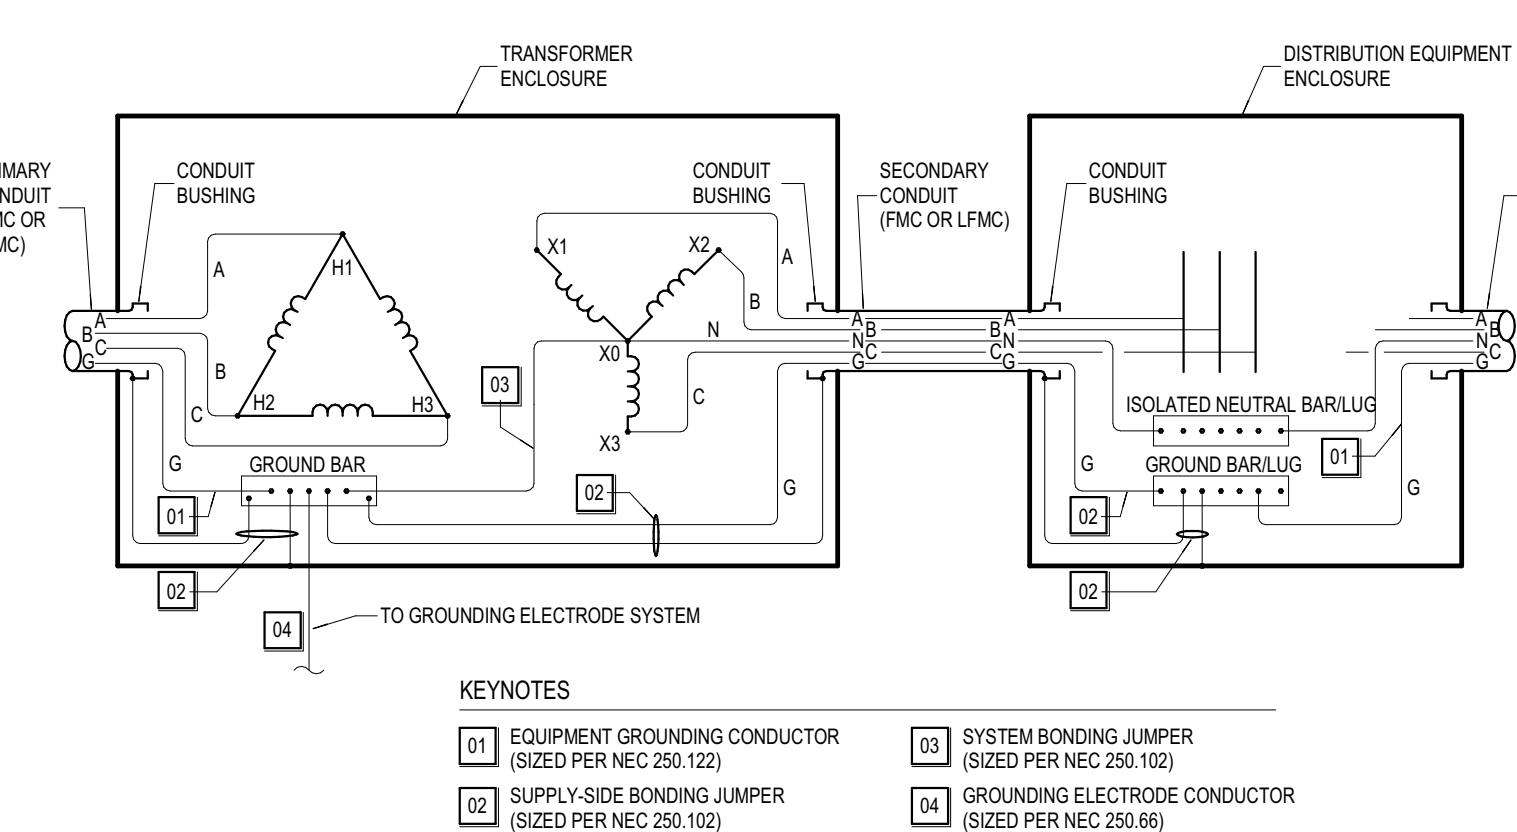 TRANSFORMER
ENCLOSURE
DISTRIBUTION EQUIPMENT
ENCLOSURE
CONDUIT
BUSHING
CONDUIT
BUSHING
SECONDARY
CONDUIT
(FMC OR LFMC)
CONDUIT
BUSHING
H1
H2
H3
X1
X2
X0
X3
A
B
C
G
A
B
C
G
A
B
N
C
G
A
B
N
C
G
A
B
N
C
G
A
B
N
C
G
03
ISOLATED NEUTRAL BAR/LUG
01
GROUND BAR
GROUND BAR/LUG
G
G
01
02
02
02
02
04
TO GROUNDING ELECTRODE SYSTEM
KEYNOTES
01 EQUIPMENT GROUNDING CONDUCTOR
(SIZED PER NEC 250.122)
02 SUPPLY-SIDE BONDING JUMPER
(SIZED PER NEC 250.102)
03 SYSTEM BONDING JUMPER
(SIZED PER NEC 250.102)
04 GROUNDING ELECTRODE CONDUCTOR
(SIZED PER NEC 250.66)